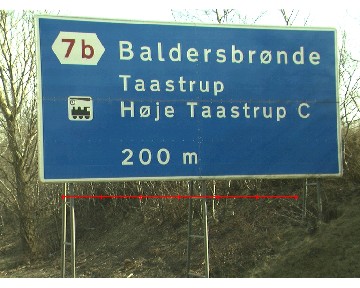 7b Baldersbrønde
Taastrup
Høje Taastrup C
200 m